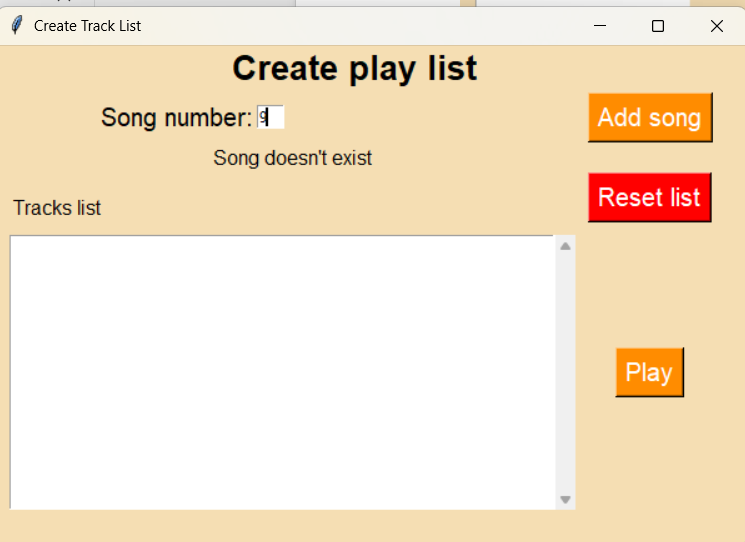 Create Track List
Create play list
Song number: 9
Add song
Song doesn't exist
Reset list
Tracks list
Play